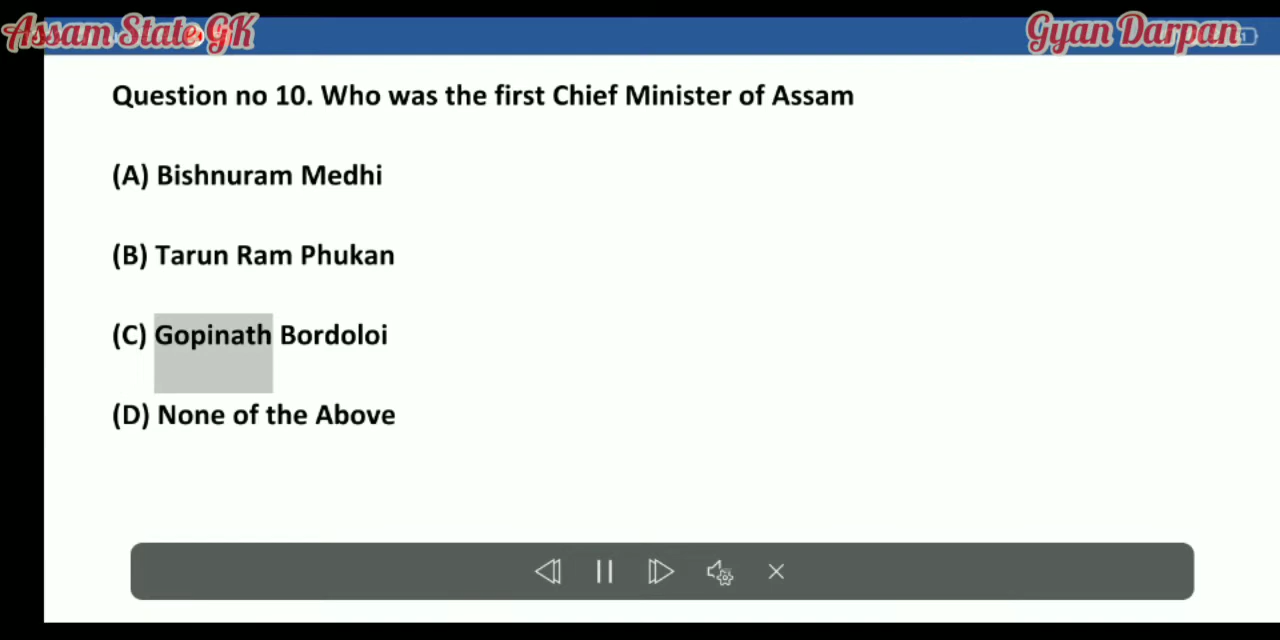 Assam State GK
Gyan Darpan
Question no 10. Who was the first Chief Minister of Assam
(A) Bishnuram Medhi
(B) Tarun Ram Phukan
(C) Gopinath Bordoloi
(D) None of the Above